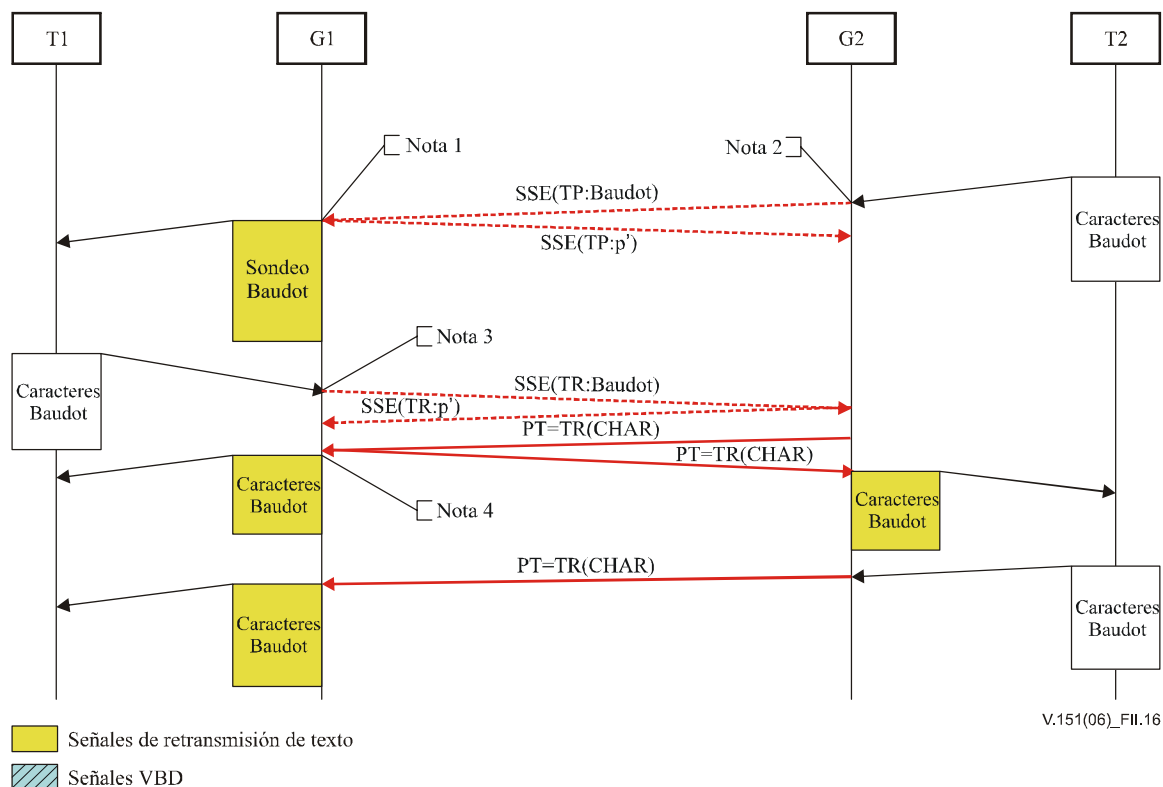 T1
G1
G2
T2
Nota 1
Nota 2
SSE(TP:Baudot)
Caracteres
Baudot
SSE(TP:p')
Sondeo
Baudot
Nota 3
Caracteres
Baudot
SSE(TR:Baudot)
SSE(TR:p')
PT=TR(CHAR)
PT=TR(CHAR)
Caracteres
Baudot
Nota 4
Caracteres
Baudot
PT=TR(CHAR)
Caracteres
Baudot
Caracteres
Baudot
V.151(06)_FII.16
Señales de retransmisión de texto
Señales VBD